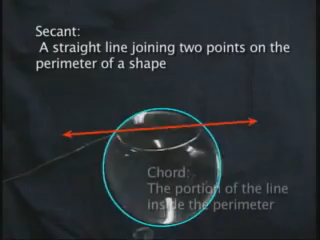 Secant:
A straight line joining two points on the
perimeter of a shape
Chord:
The portion of the line
inside the perimeter